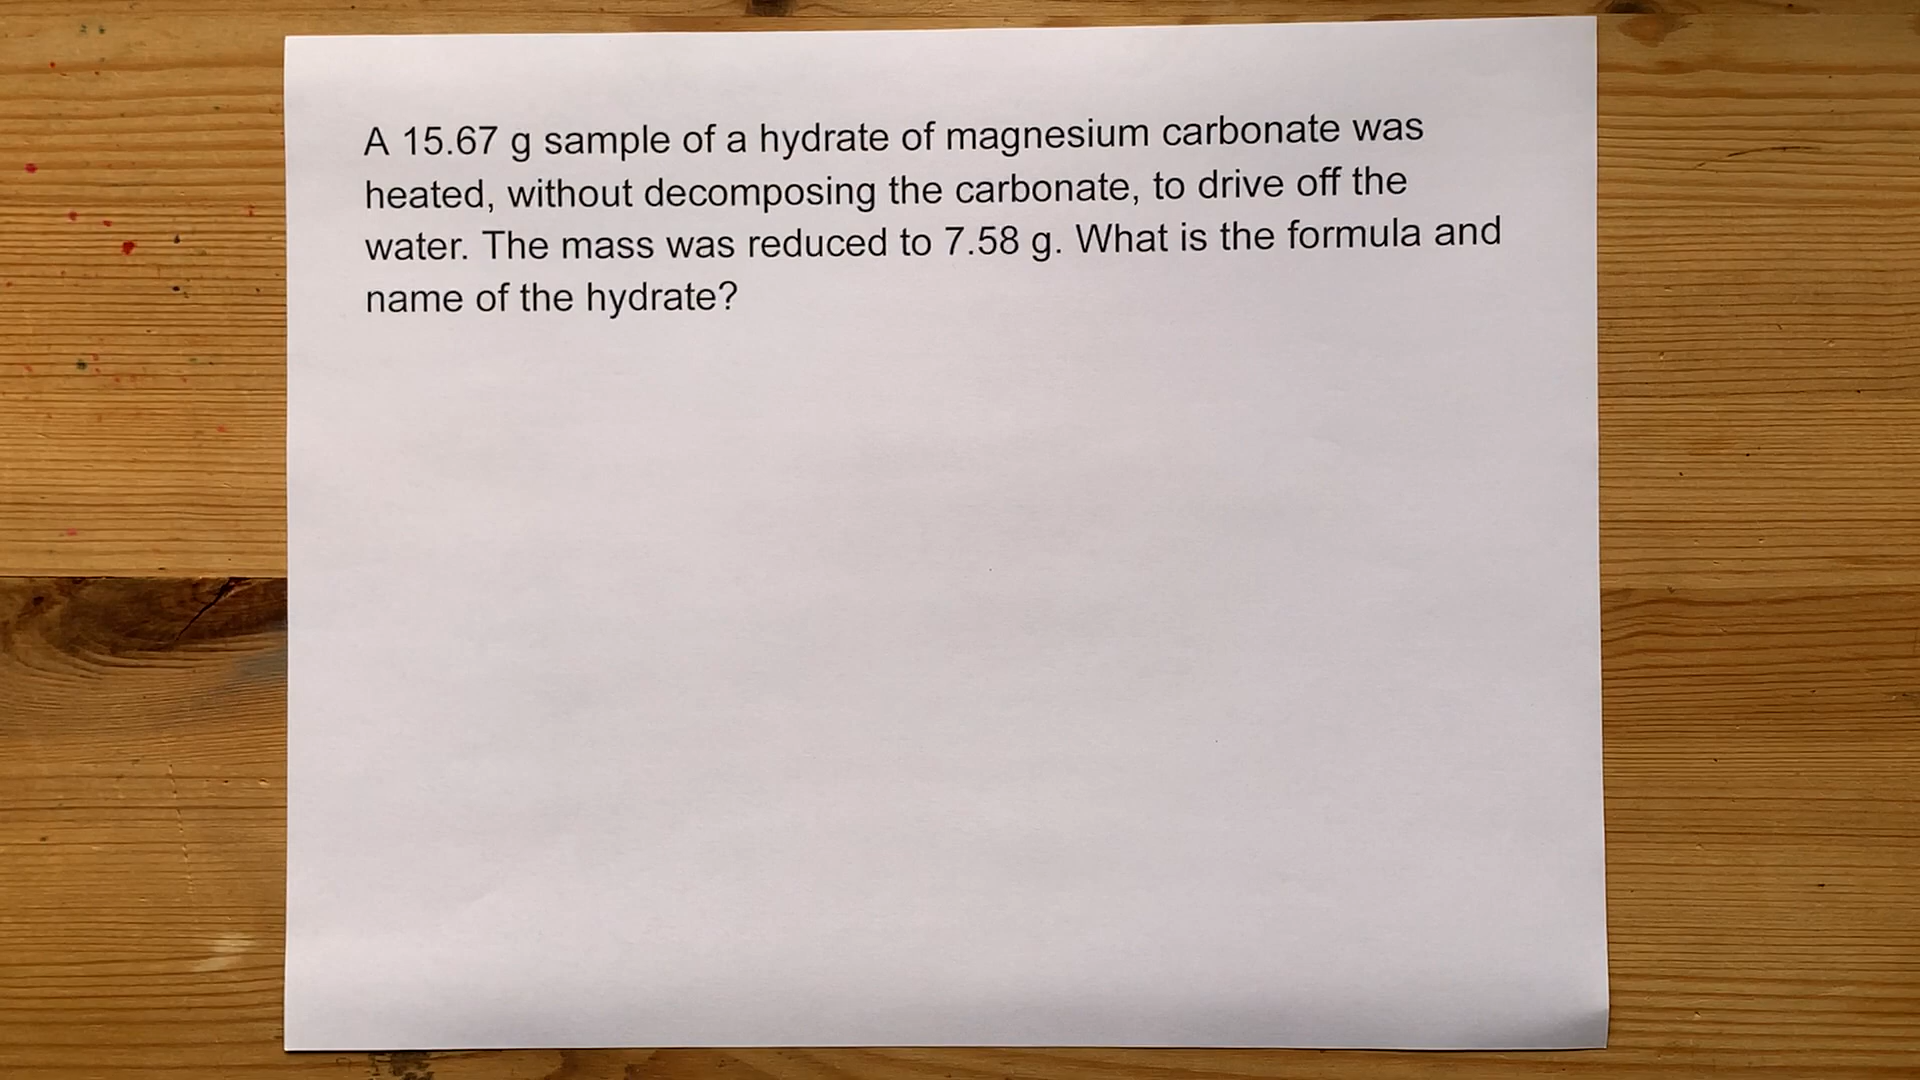 A 15.67 g sample of a hydrate of magnesium carbonate was
heated, without decomposing the carbonate, to drive off the
water. The mass was reduced to 7.58 g. What is the formula and
name of the hydrate?